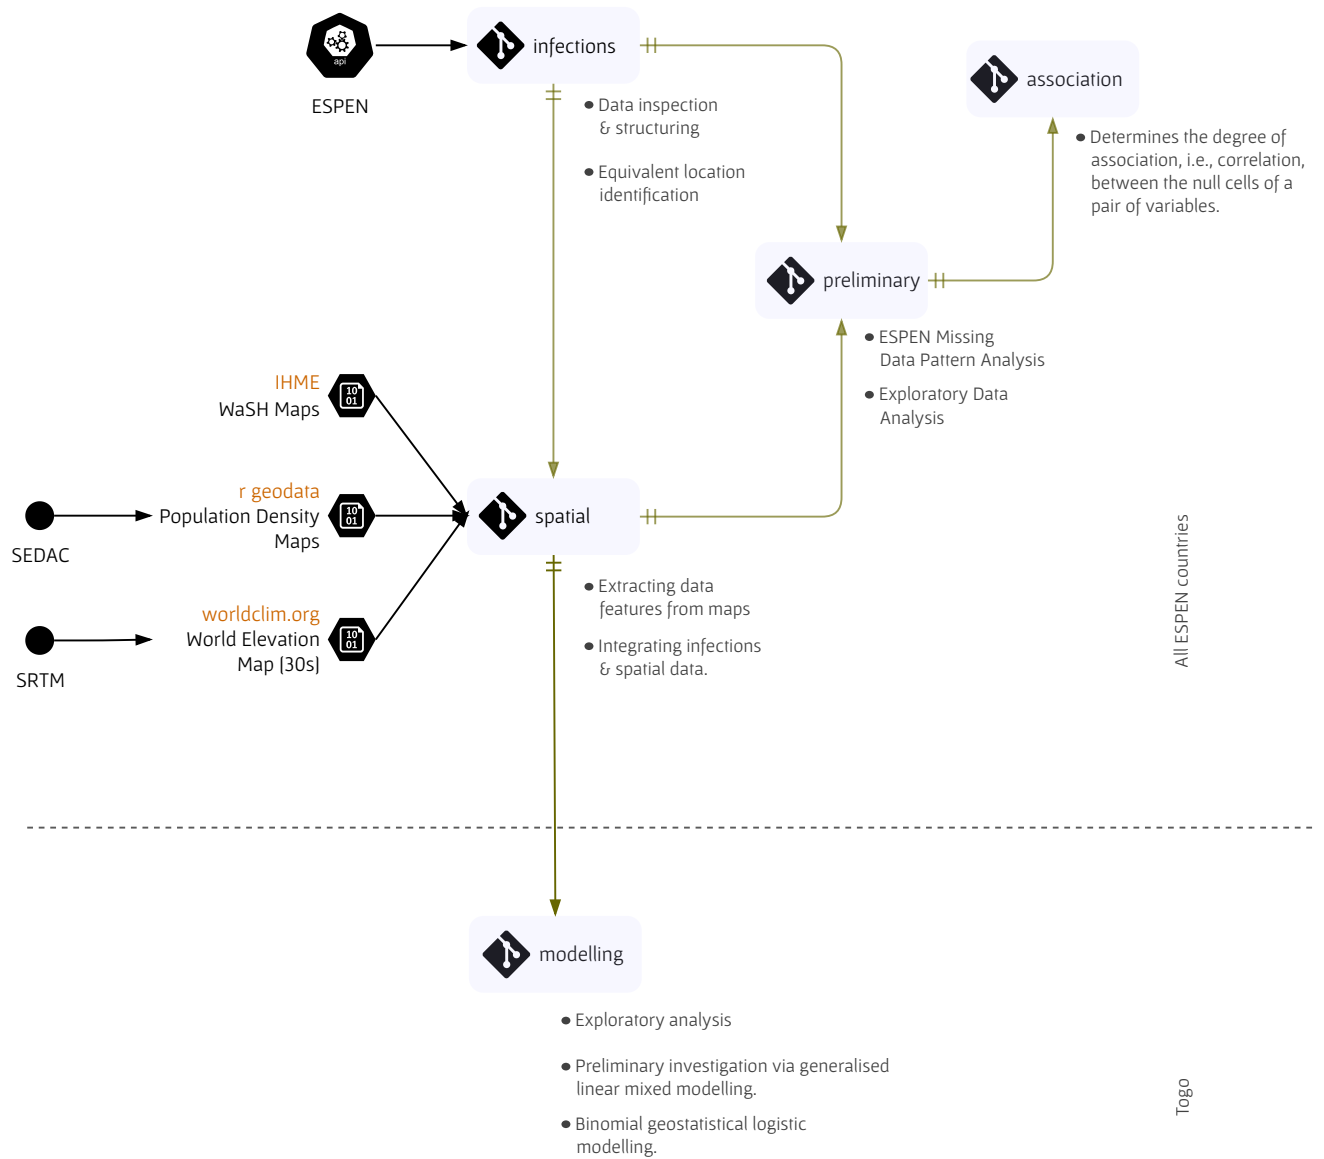 api
ESPEN
infections
● Data inspection
& structuring
● Equivalent location
identification
association
● Determines the degree of
association, i.e., correlation,
between the null cells of a
pair of variables.
preliminary
● ESPEN Missing
Data Pattern Analysis
● Exploratory Data
Analysis
IHME
WaSH Maps
10
01
r geodata
Population Density
Maps
10
01
SEDAC
worldclim.org
World Elevation
Map (30s)
10
01
SRTM
spatial
● Extracting data
features from maps
● Integrating infections
& spatial data.
All ESPEN countries
modelling
● Exploratory analysis
● Preliminary investigation via generalised
linear mixed modelling.
● Binomial geostatistical logistic
modelling.
Togo